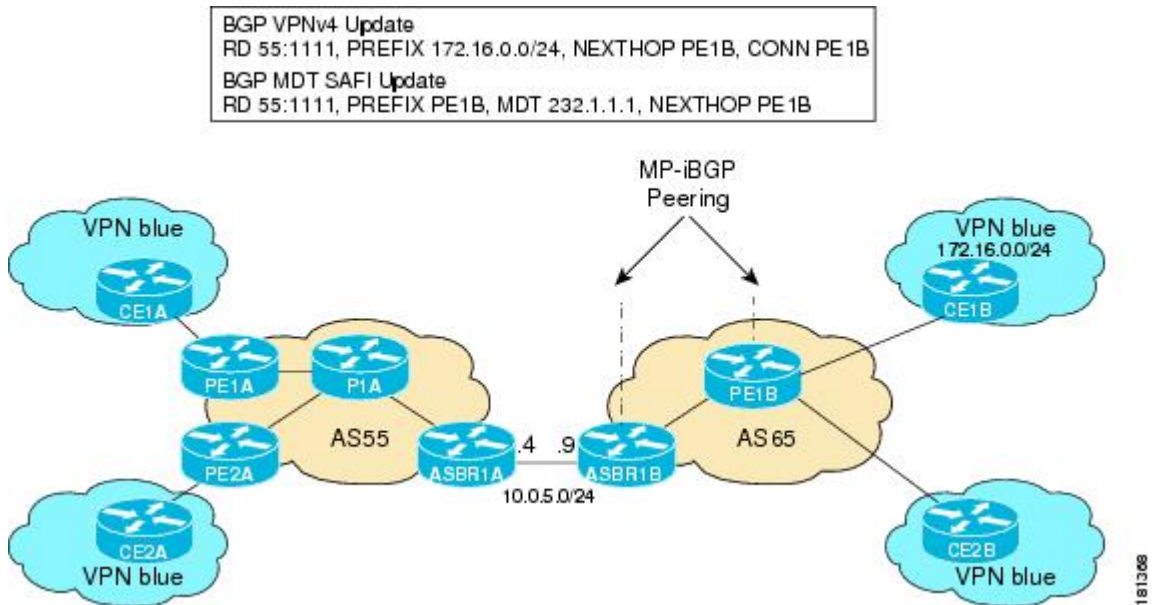 BGP VPNv4 Update
RD 55:1111, PREFIX 172.16.0.0/24, NEXTHOP PE1B, CONN PE1B
BGP MDT SAFI Update
RD 55:1111, PREFIX PE1B, MDT 232.1.1.1, NEXTHOP PE1B
MP-iBGP
Peering
VPN blue
CE1A
VPN blue
172.16.0.0/24
CE1B
PE1A
P1A
PE1B
AS55
.4
.9
AS65
PE2A
ASBR1A
ASBR1B
10.0.5.0/24
CE2A
VPN blue
CE2B
VPN blue
181368